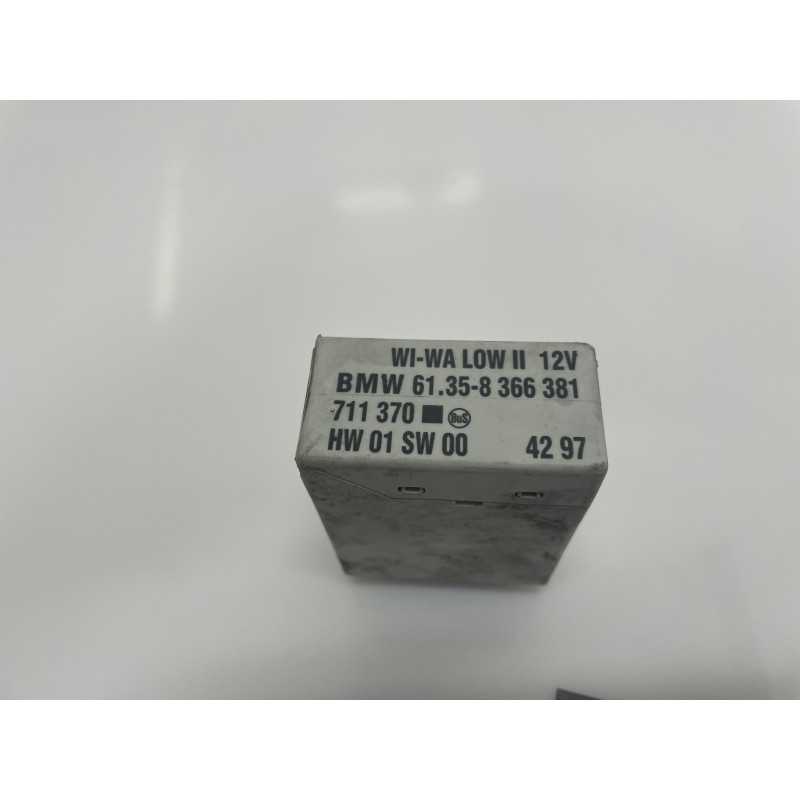 WI-WA LOW II 12V
BMW 61.35-8 366 381
711 370 BuS
HW 01 SW 00 42 97